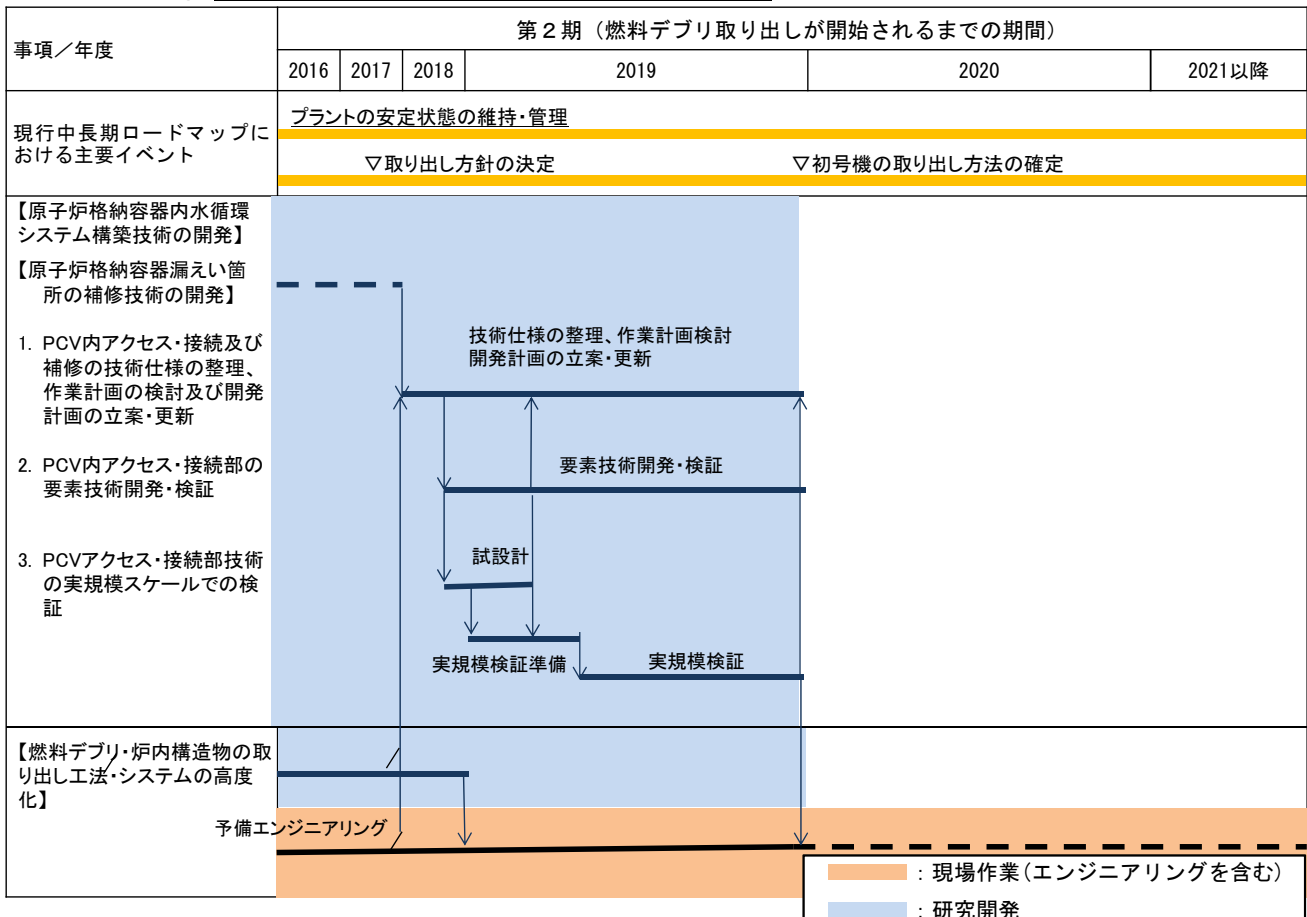 事項／年度
第２期（燃料デブリ取り出しが開始されるまでの期間）
2016
2017
2018
2019
2020
2021以降
現行中長期ロードマップに
おける主要イベント
プラントの安定状態の維持・管理
▽取り出し方針の決定
▽初号機の取り出し方法の確定
【原子炉格納容器内水循環
システム構築技術の開発】
【原子炉格納容器漏えい箇
所の補修技術の開発】
1. PCV内アクセス・接続及び
補修の技術仕様の整理、
作業計画の検討及び開発
計画の立案・更新
技術仕様の整理、作業計画検討
開発計画の立案・更新
2. PCV内アクセス・接続部の
要素技術開発・検証
要素技術開発・検証
3. PCVアクセス・接続部技術
の実規模スケールでの検
証
試設計
実規模検証準備
実規模検証
【燃料デブリ・炉内構造物の取
り出し工法・システムの高度
化】
予備エンジニアリング
：現場作業（エンジニアリングを含む）
：研究開発